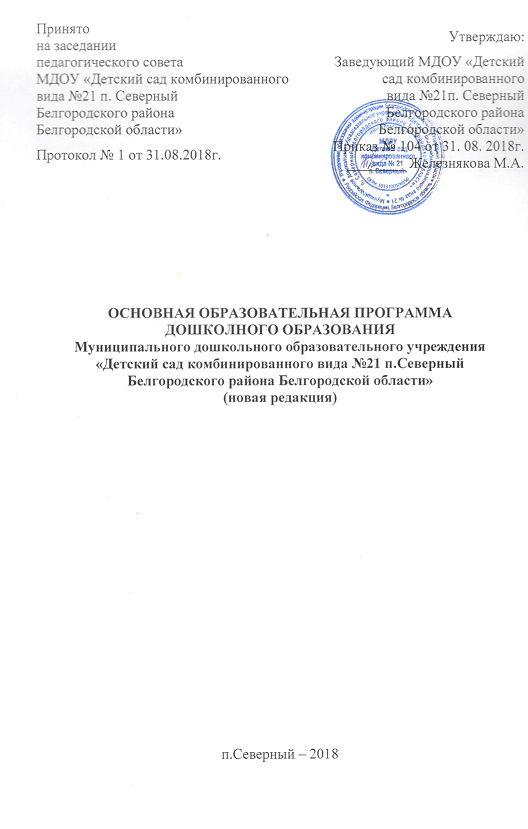 Принято
на заседании
педагогического совета
МДОУ «Детский сад комбинированного
вида №21 п. Северный
Белгородского района
Белгородской области»
Протокол № 1 от 31.08.2018г.
Утверждаю:
Заведующий МДОУ «Детский
сад комбинированного
вида №21п. Северный
Белгородского района
Белгородской области»
Приказ № 104 от 31. 08. 2018г.
Железнякова М.А.
ОСНОВНАЯ ОБРАЗОВАТЕЛЬНАЯ ПРОГРАММА
ДОШКОЛНОГО ОБРАЗОВАНИЯ
Муниципального дошкольного образовательного учреждения
«Детский сад комбинированного вида №21 п.Северный
Белгородского района Белгородской области»
(новая редакция)
п.Северный – 2018